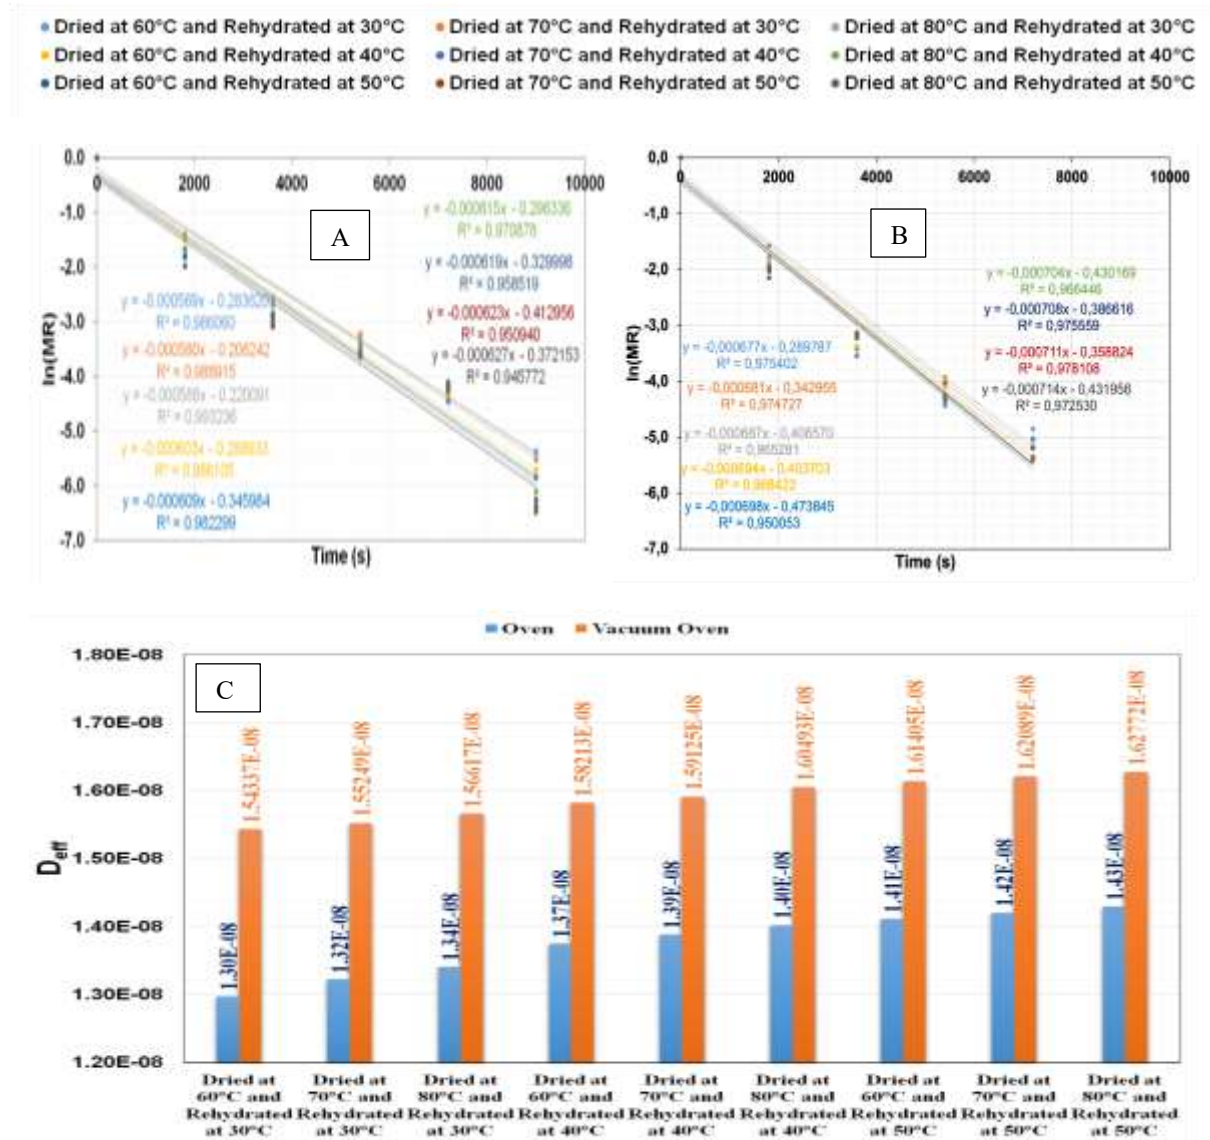 Dried at 60°C and Rehydrated at 30°C
Dried at 70°C and Rehydrated at 30°C
Dried at 80°C and Rehydrated at 30°C
Dried at 60°C and Rehydrated at 40°C
Dried at 70°C and Rehydrated at 40°C
Dried at 80°C and Rehydrated at 40°C
Dried at 60°C and Rehydrated at 50°C
Dried at 70°C and Rehydrated at 50°C
Dried at 80°C and Rehydrated at 50°C
0.0
0 2000 4000 6000 8000 10000
-1.0
-2.0
-3.0
-4.0
-5.0
-6.0
-7.0
ln(MR)
Time (s)
A
y = -0.000615x - 0.296336
R² = 0.970878
y = -0.000619x - 0.329998
R² = 0.958519
y = -0.000623x - 0.412956
R² = 0.950940
y = -0.000627x - 0.372153
R² = 0.945772
R² = 0.986060
R² = 0.993236
y = -0.000609x - 0.345984
R² = 0.982299
0,0
0 2000 4000 6000 8000 10000
-1,0
-2,0
-3,0
-4,0
-5,0
-6,0
-7,0
ln(MR)
Time (s)
B
y = -0,000704x - 0,430169
R² = 0,966446
y = -0,000708x - 0,386616
R² = 0,975559
y = -0,000711x - 0,358824
R² = 0,978108
y = -0,000714x - 0,431956
R² = 0,972530
y = -0,000677x - 0,289787
R² = 0,975402
y = -0,000681x - 0,342955
R² = 0,974727
y = -0,000698x - 0,473845
R² = 0,950053
Oven Vacuum Oven
C
1.80E-08
1.70E-08
1.60E-08
1.50E-08
1.40E-08
1.30E-08
1.20E-08
Deff
1.30E-08
1.54337E-08
1.32E-08
1.55249E-08
1.34E-08
1.56617E-08
1.37E-08
1.58213E-08
1.39E-08
1.59125E-08
1.40E-08
1.60493E-08
1.41E-08
1.61405E-08
1.42E-08
1.62089E-08
1.43E-08
1.62772E-08
Dried at
60°C and
Rehydrated
at 30°C
Dried at
70°C and
Rehydrated
at 30°C
Dried at
80°C and
Rehydrated
at 30°C
Dried at
60°C and
Rehydrated
at 40°C
Dried at
70°C and
Rehydrated
at 40°C
Dried at
80°C and
Rehydrated
at 40°C
Dried at
60°C and
Rehydrated
at 50°C
Dried at
70°C and
Rehydrated
at 50°C
Dried at
80°C and
Rehydrated
at 50°C